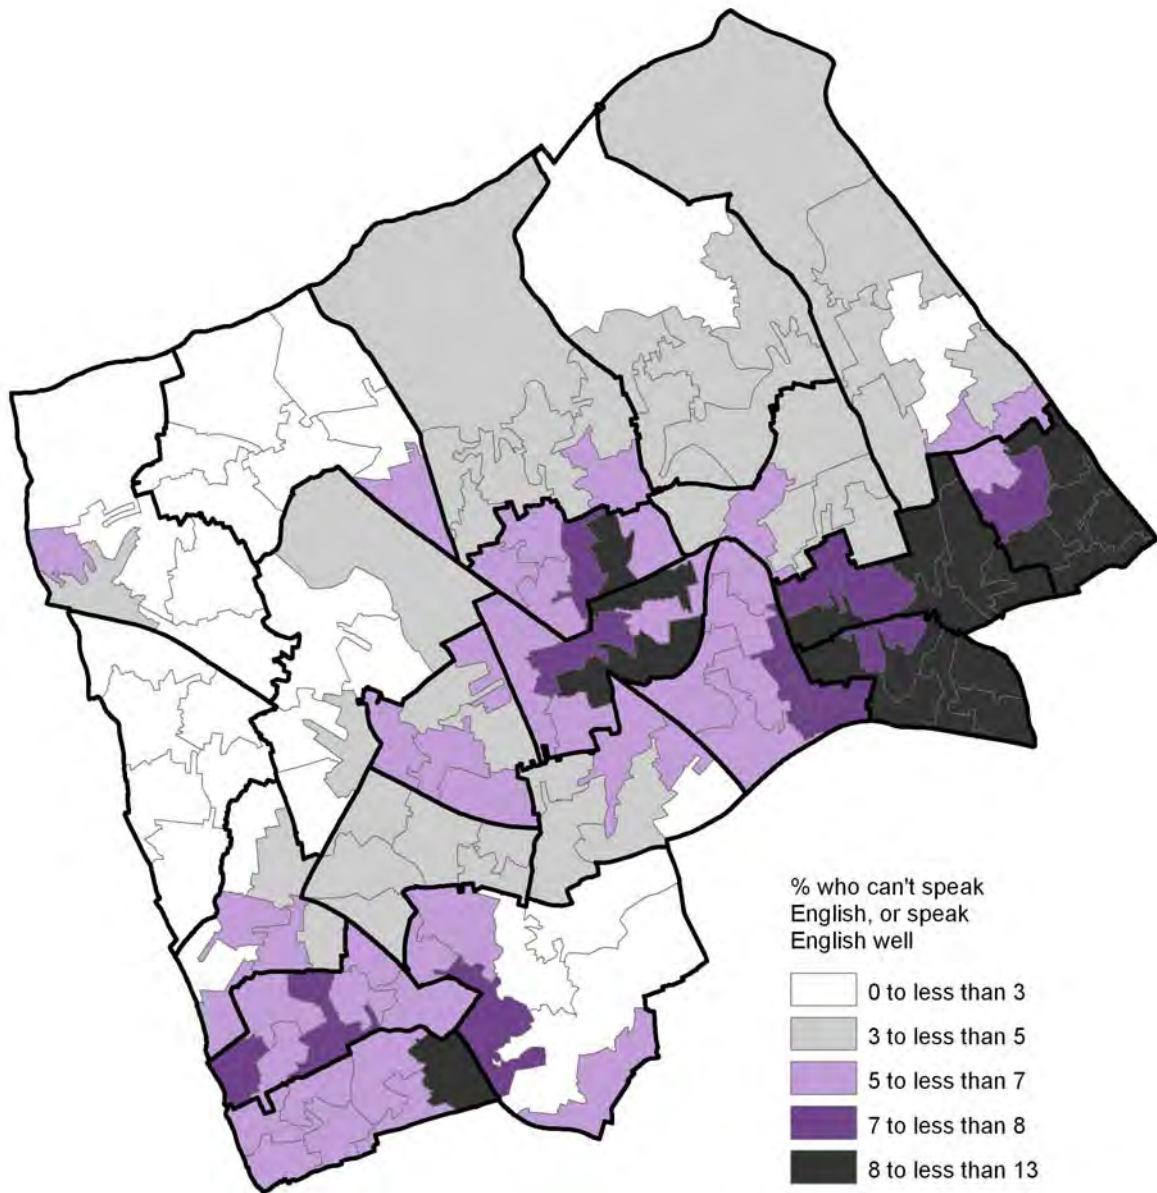 % who can't speak
English, or speak
English well
0 to less than 3
3 to less than 5
5 to less than 7
7 to less than 8
8 to less than 13